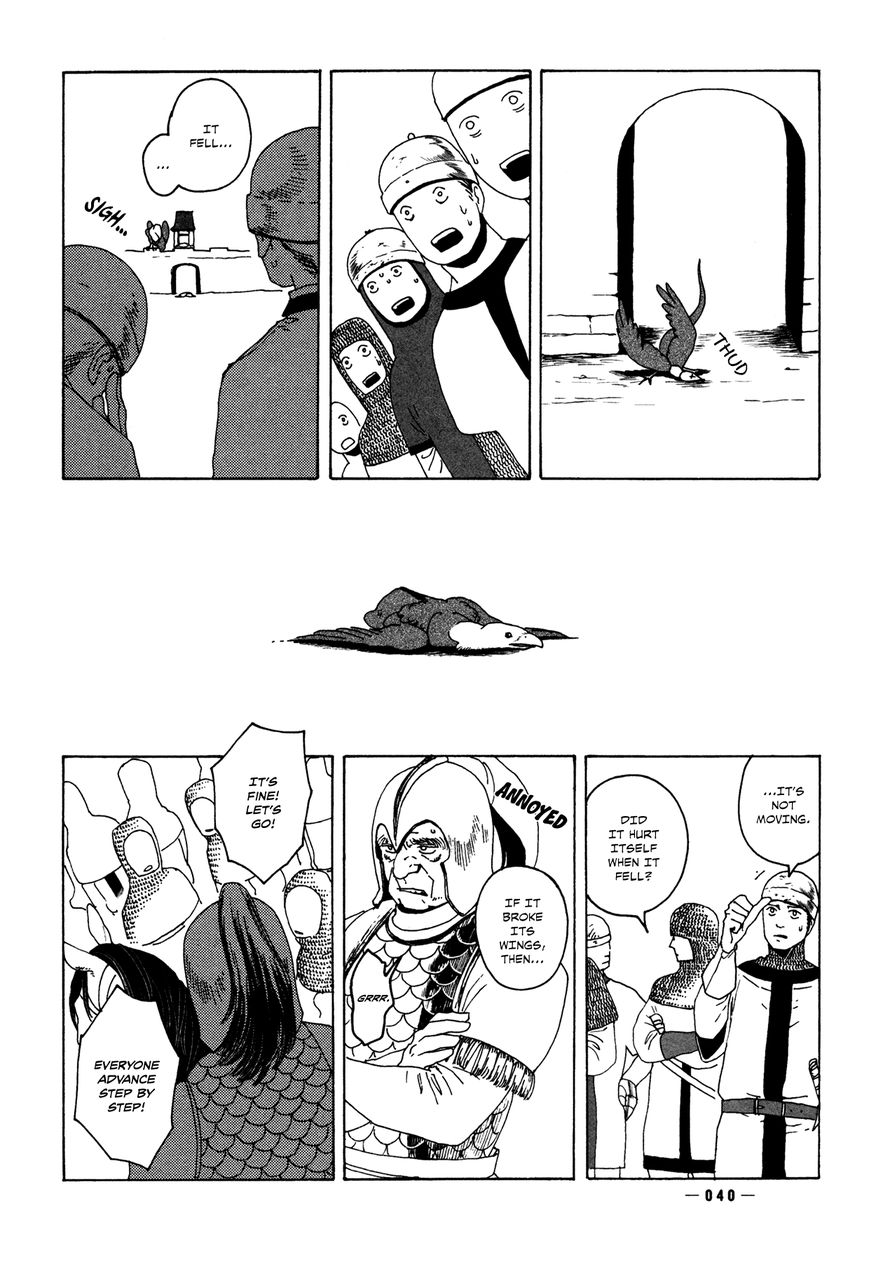 THUD
IT
FELL...
...
SIGH...
...IT'S
NOT
MOVING.
DID
IT HURT
ITSELF
WHEN IT
FELL?
ANNOYED
IF IT
BROKE
ITS
WINGS,
THEN...
GRRR.
IT'S
FINE!
LET'S
GO!
EVERYONE
ADVANCE
STEP BY
STEP!
— 040 —